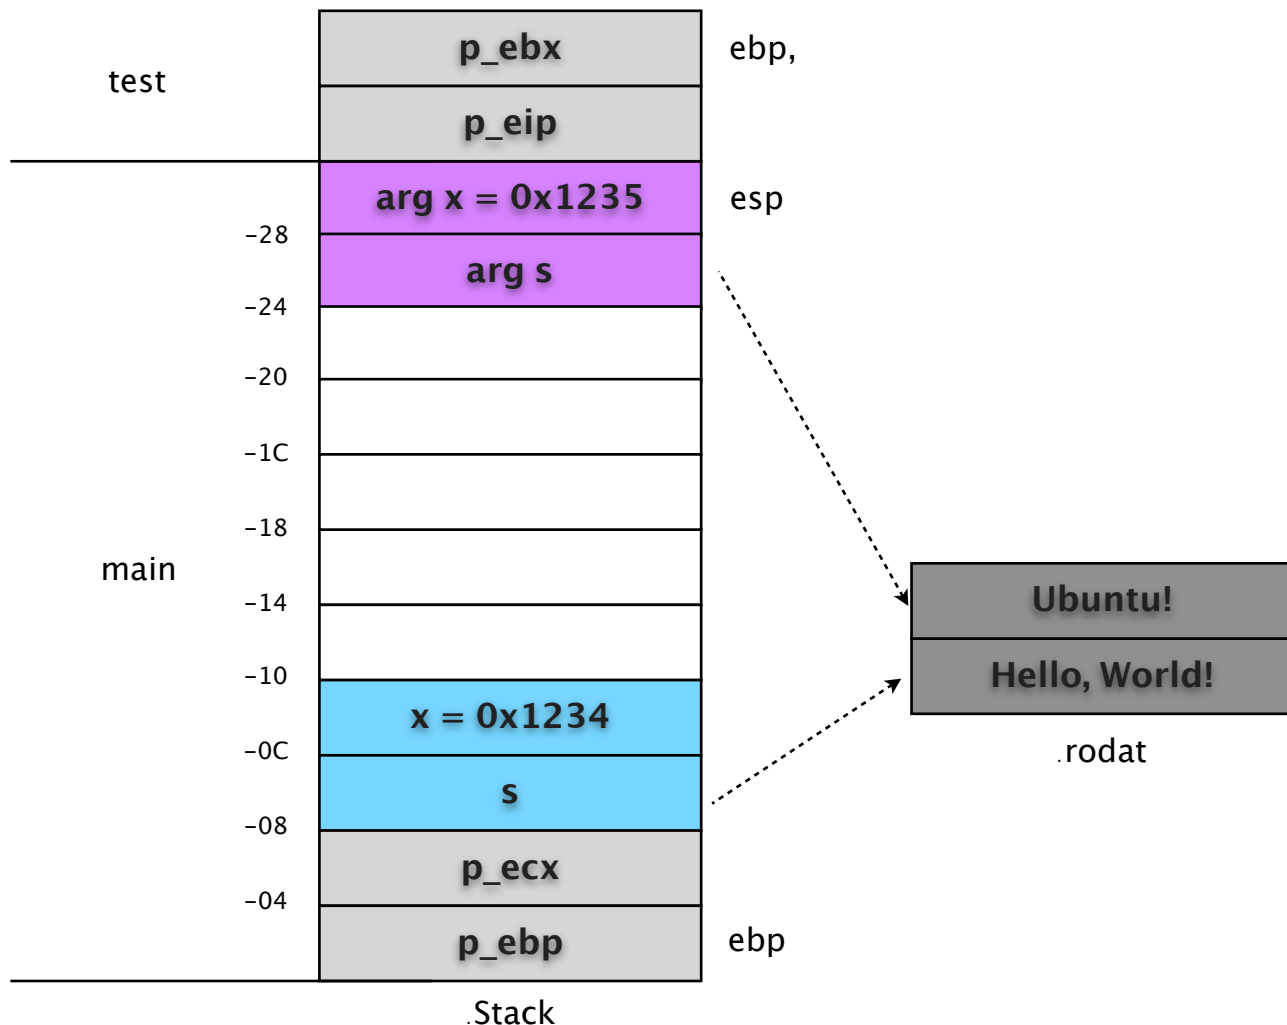 p_ebx
ebp,
test
p_eip
arg x = 0x1235
esp
-28
arg s
-24
-20
-1C
-18
main
-14
Ubuntu!
-10
Hello, World!
x = 0x1234
-0C
.rodat
s
-08
p_ecx
-04
p_ebp
ebp
.Stack